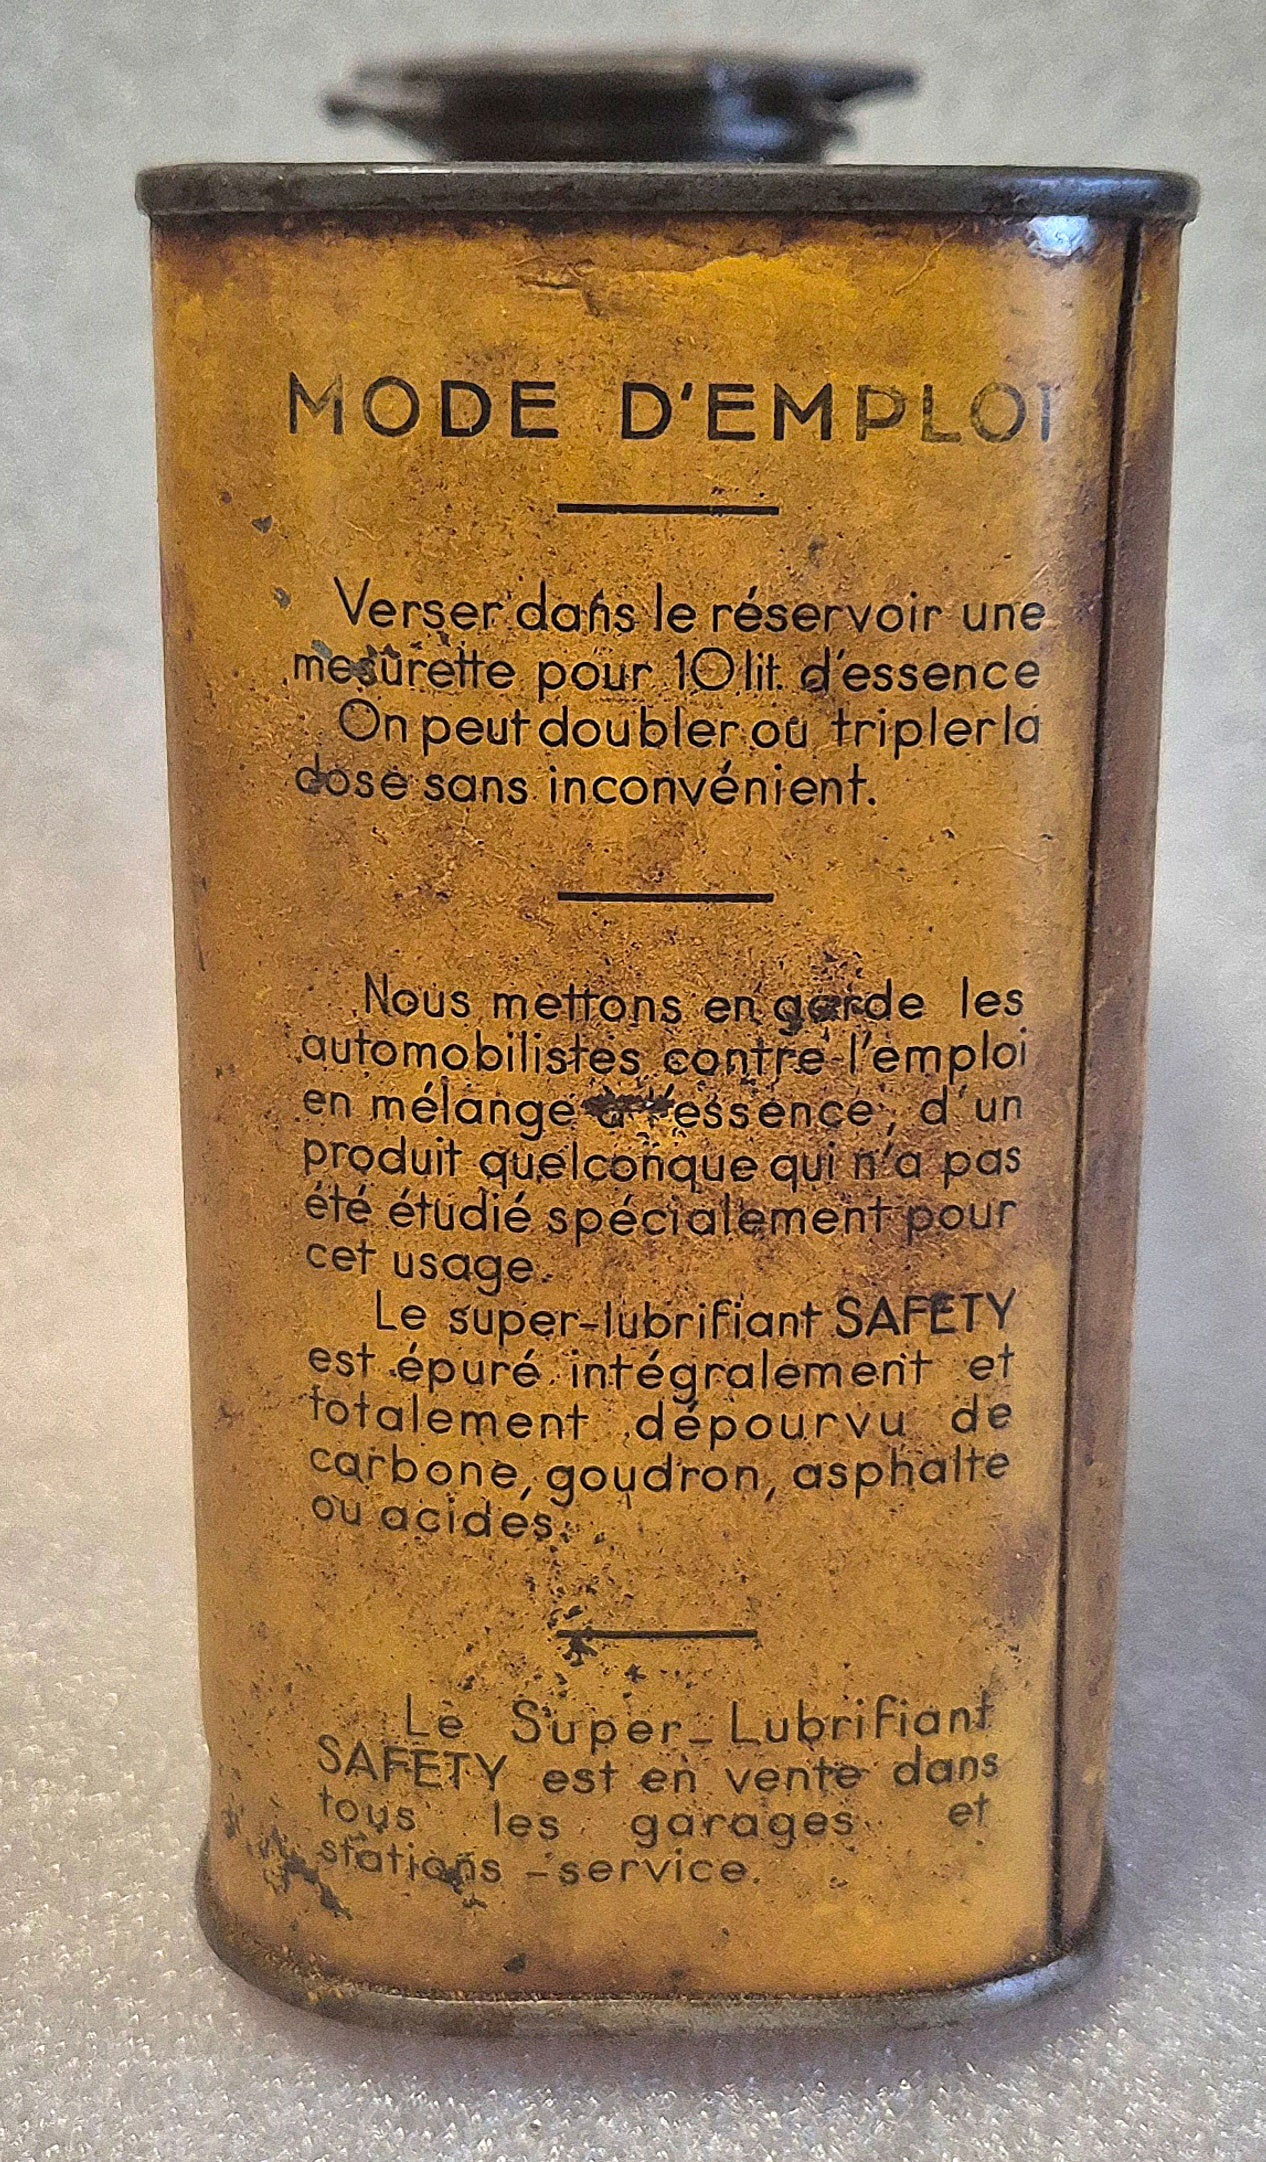 MODE D'EMPLOI
Verser dans le réservoir une
mesurette pour 10 lit. d'essence
On peut doubler ou tripler la
dose sans inconvénient.
Nous mettons en garde les
automobilistes contre l'emploi
en mélange à l'essence, d'un
produit quelconque qui n'a pas
été étudié spécialement pour
cet usage.
Le super-lubrifiant SAFETY
est épuré intégralement et
totalement dépourvu de
carbone, goudron, asphalte
ou acides.
Le Super-Lubrifiant
SAFETY est en vente dans
tous les garages et
stations-service.